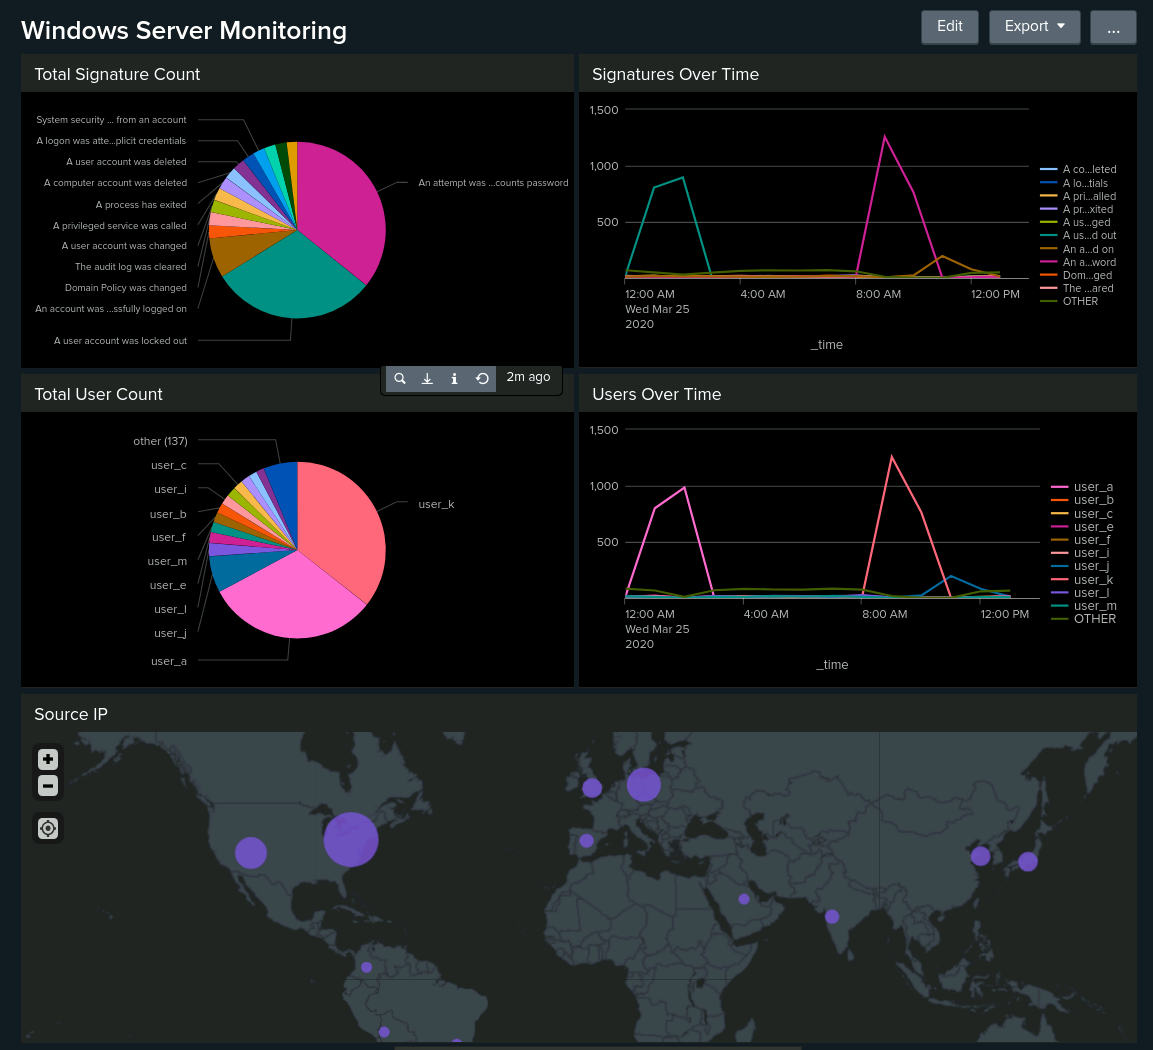 Windows Server Monitoring
Edit
Export
...
Total Signature Count
System security ... from an account
A logon was atte...plicit credentials
A user account was deleted
A computer account was deleted
A process has exited
A privileged service was called
A user account was changed
The audit log was cleared
Domain Policy was changed
An account was ...ssfully logged on
A user account was locked out
An attempt was ...counts password
Signatures Over Time
1,500
1,000
500
12:00 AM
Wed Mar 25
2020
4:00 AM
8:00 AM
12:00 PM
_time
A co...leted
A lo...tials
A pri...alled
A pr...xited
A us...ged
A us...d out
An a...d on
An a...word
Dom...ged
The ...ared
OTHER
2m ago
Total User Count
other (137)
user_c
user_i
user_b
user_f
user_m
user_e
user_l
user_j
user_a
user_k
Users Over Time
1,500
1,000
500
12:00 AM
Wed Mar 25
2020
4:00 AM
8:00 AM
12:00 PM
_time
user_a
user_b
user_c
user_e
user_f
user_i
user_j
user_k
user_l
user_m
OTHER
Source IP